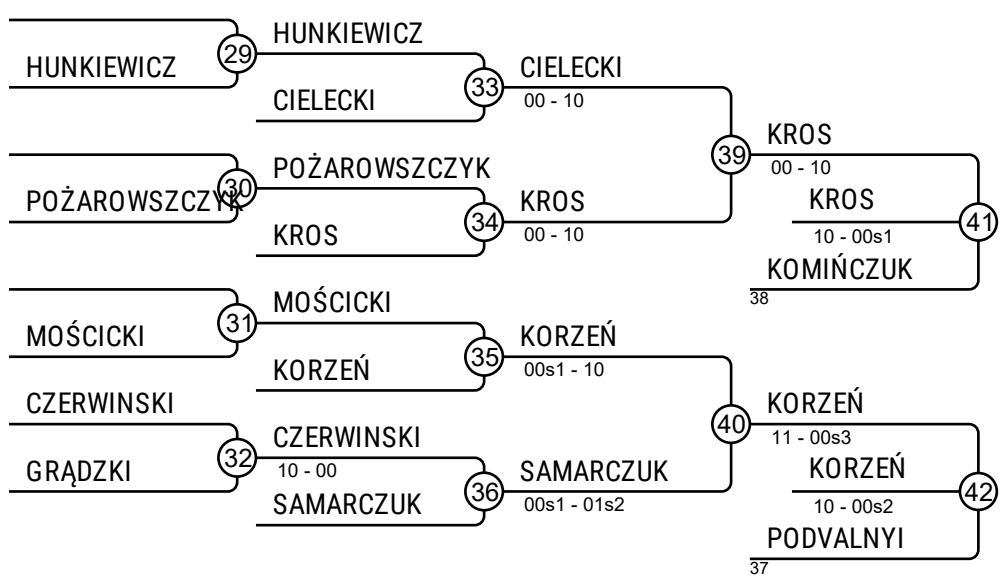 HUNKIEWICZ
29
HUNKIEWICZ
CIELECKI
33
CIELECKI
00 - 10
POŻAROWSZCZYK
30
POŻAROWSZCZYK
KROS
34
KROS
00 - 10
39
KROS
00 - 10
KROS
10 - 00s1
41
KOMIŃCZUK
38
MOŚCICKI
31
MOŚCICKI
KORZEŃ
35
KORZEŃ
00s1 - 10
CZERWINSKI
GRĄDZKI
32
CZERWINSKI
10 - 00
SAMARCZUK
36
SAMARCZUK
00s1 - 01s2
40
KORZEŃ
11 - 00s3
KORZEŃ
10 - 00s2
42
PODVALNYI
37